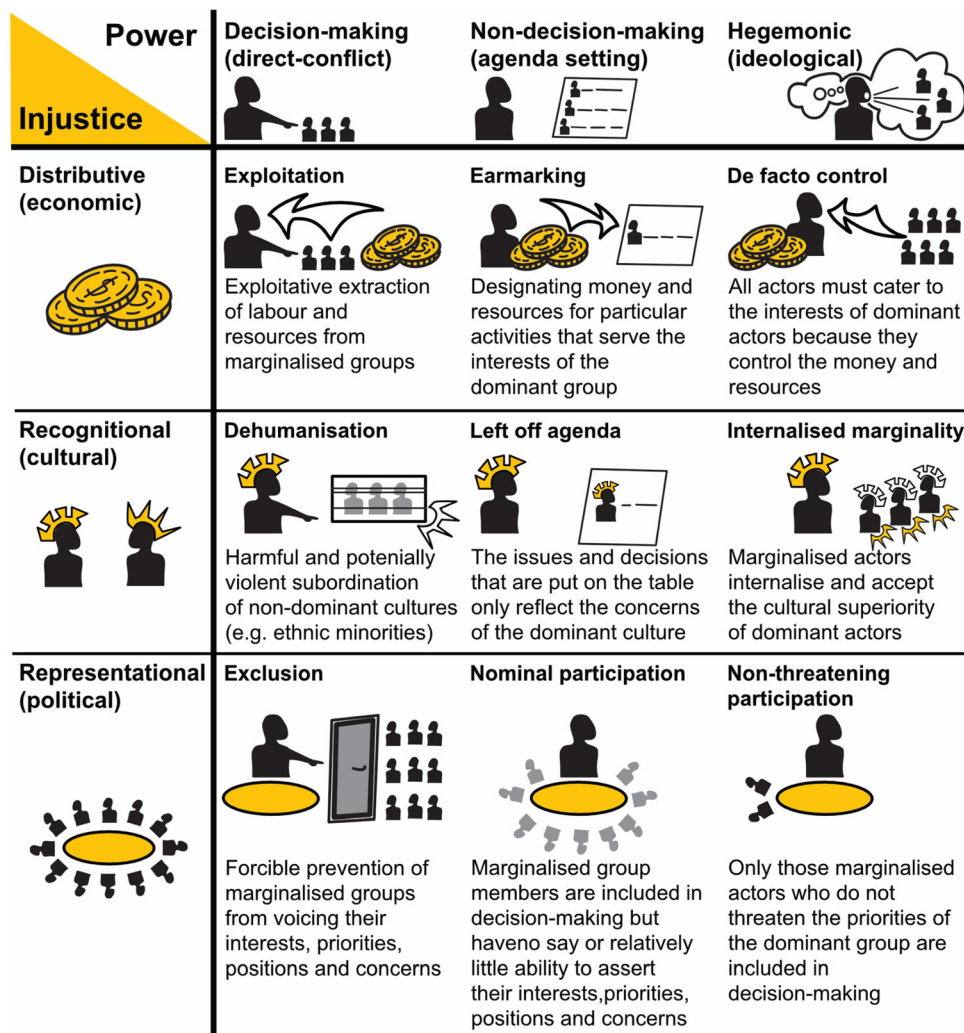 Power
Injustice
Decision-making
(direct-conflict)
Non-decision-making
(agenda setting)
Hegemonic
(ideological)
Distributive
(economic)
Exploitation
Exploitative extraction
of labour and
resources from
marginalised groups
Earmarking
Designating money and
resources for particular
activities that serve the
interests of the
dominant group
De facto control
All actors must cater to
the interests of dominant
actors because they
control the money and
resources
Recognitional
(cultural)
Dehumanisation
Harmful and potenially
violent subordination
of non-dominant cultures
(e.g. ethnic minorities)
Left off agenda
The issues and decisions
that are put on the table
only reflect the concerns
of the dominant culture
Internalised marginality
Marginalised actors
internalise and accept
the cultural superiority
of dominant actors
Representational
(political)
Exclusion
Forcible prevention of
marginalised groups
from voicing their
interests, priorities,
positions and concerns
Nominal participation
Marginalised group
members are included in
decision-making but
haveno say or relatively
little ability to assert
their interests,priorities,
positions and concerns
Non-threatening
participation
Only those marginalised
actors who do not
threaten the priorities of
the dominant group are
included in
decision-making